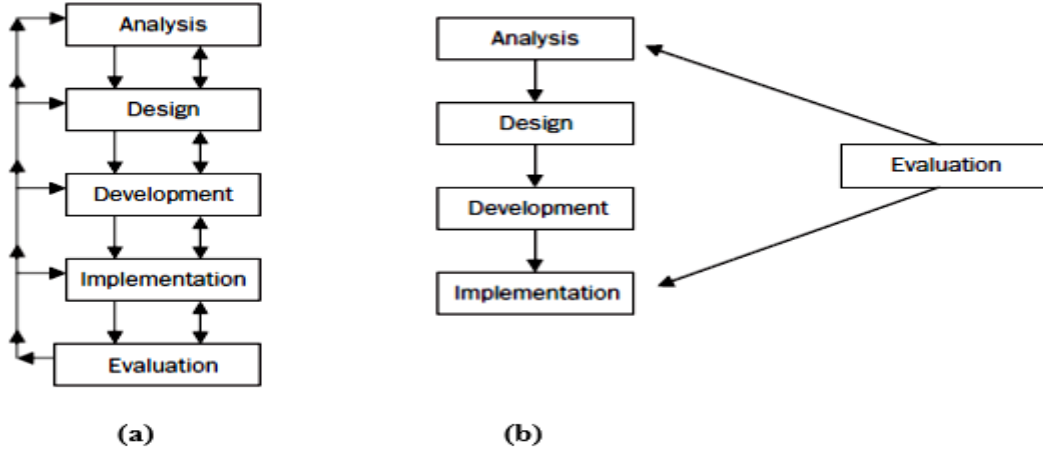 Analysis
Design
Development
Implementation
Evaluation
(a)
Analysis
Design
Development
Implementation
Evaluation
(b)